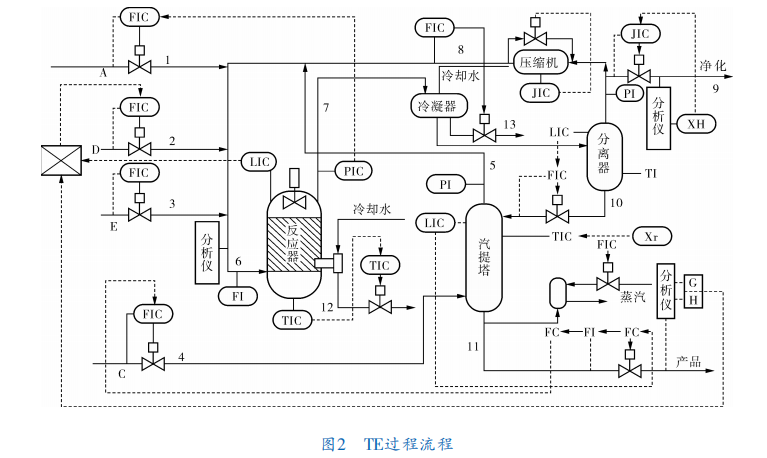 FIC
FIC
JIC
1
8
压缩机
净化
A
冷却水
9
FIC
7
冷凝器
JIC
PI
分析仪
XH
D
2
13
LIC
分离器
LIC
PIC
5
FIC
TI
FIC
PI
10
E
3
冷却水
LIC
TIC
Xr
分析仪
6
反应器
汽提塔
FIC
TIC
分析仪
G
H
FI
蒸汽
FIC
TIC
12
FC
FI
FC
C
4
11
产品
图2 TE过程流程